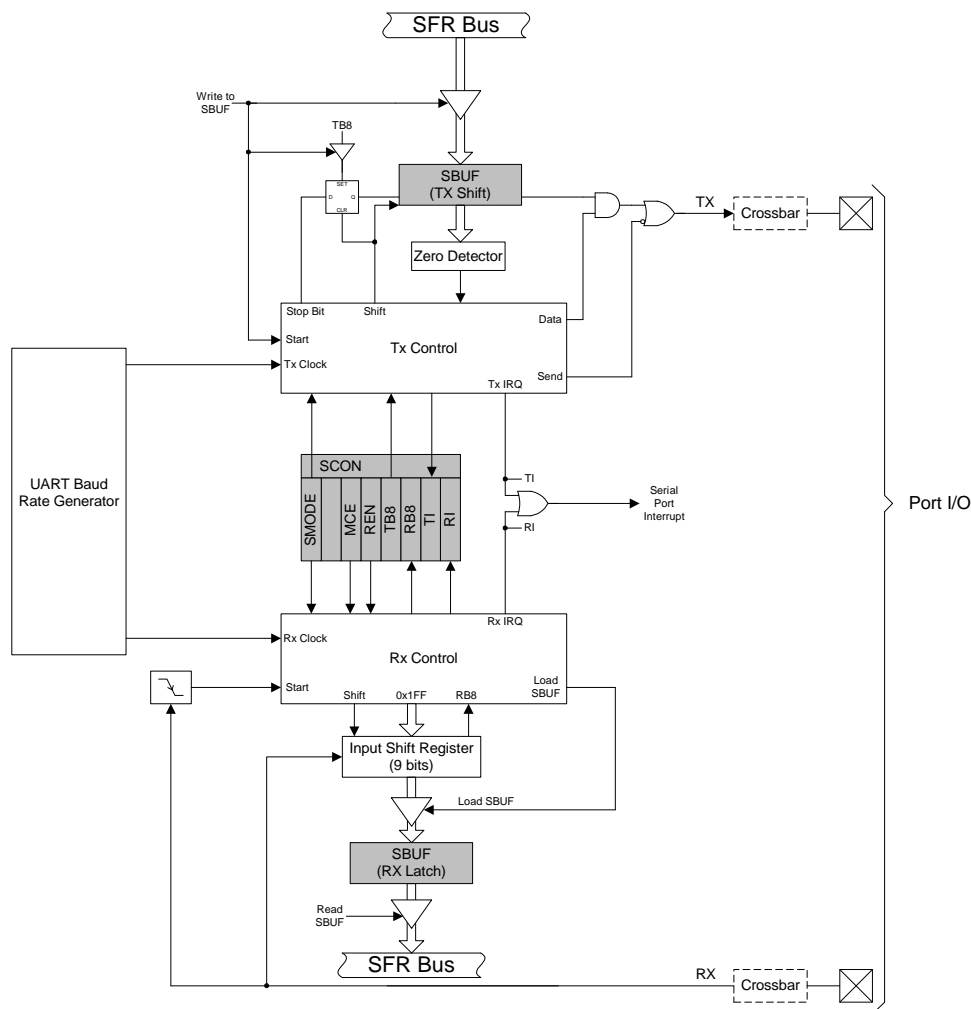 SFR Bus
Write to
SBUF
TB8
SET
D
Q
CLR
SBUF
(TX Shift)
TX
Crossbar
Zero Detector
Stop Bit
Shift
Data
Start
Tx Control
Tx Clock
Send
Tx IRQ
UART Baud
Rate Generator
SCON
SMODE
MCE
REN
TB8
RB8
TI
RI
TI
Serial
Port
Interrupt
RI
Port I/O
Rx IRQ
Rx Clock
Rx Control
Start
Load
SBUF
Shift
0x1FF
RB8
Input Shift Register
(9 bits)
Load SBUF
SBUF
(RX Latch)
Read
SBUF
SFR Bus
RX
Crossbar